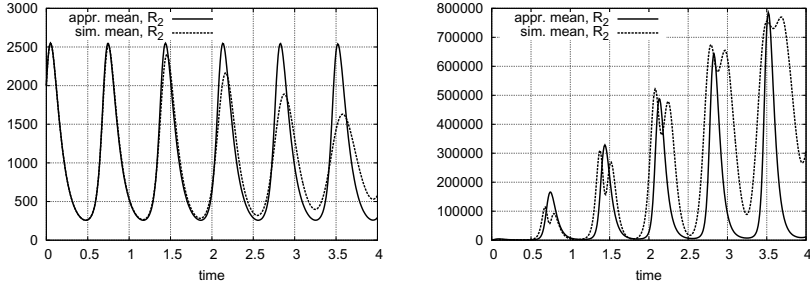 appr. mean, R2
sim. mean, R2
3000
2500
2000
1500
1000
500
0
0 0.5 1 1.5 2 2.5 3 3.5 4
time
appr. mean, R2
sim. mean, R2
800000
700000
600000
500000
400000
300000
200000
100000
0
0 0.5 1 1.5 2 2.5 3 3.5 4
time